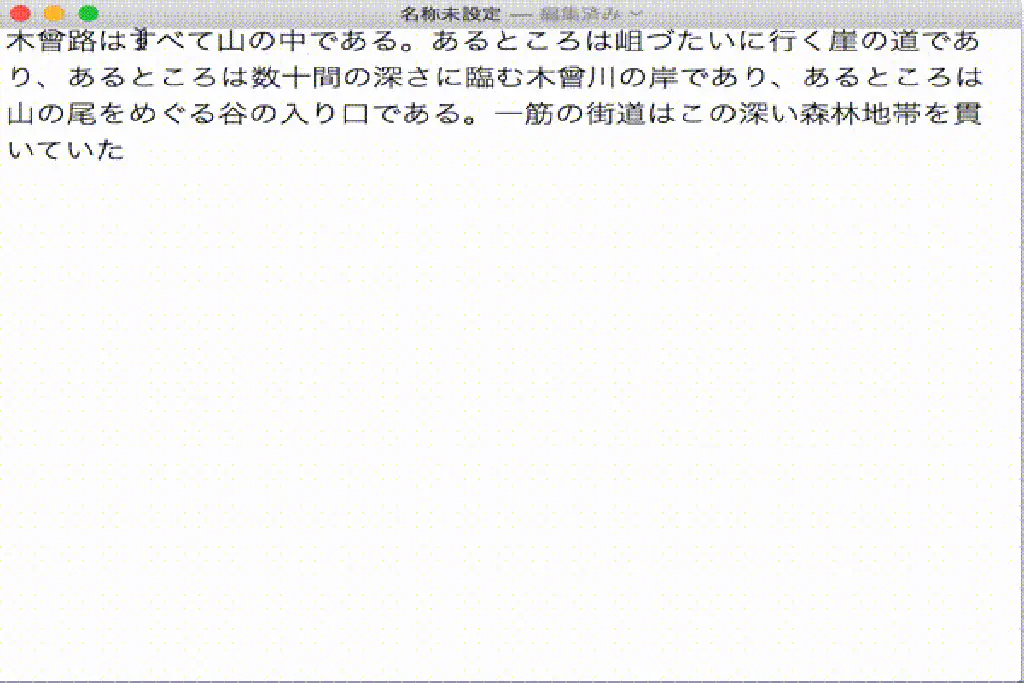 名称未設定 — 編集済み
木曾路はすべて山の中である。あるところは岨づたいに行く崖の道であ
り、あるところは数十間の深さに臨む木曾川の岸であり、あるところは
山の尾をめぐる谷の入り口である。一筋の街道はこの深い森林地帯を貫
いていた